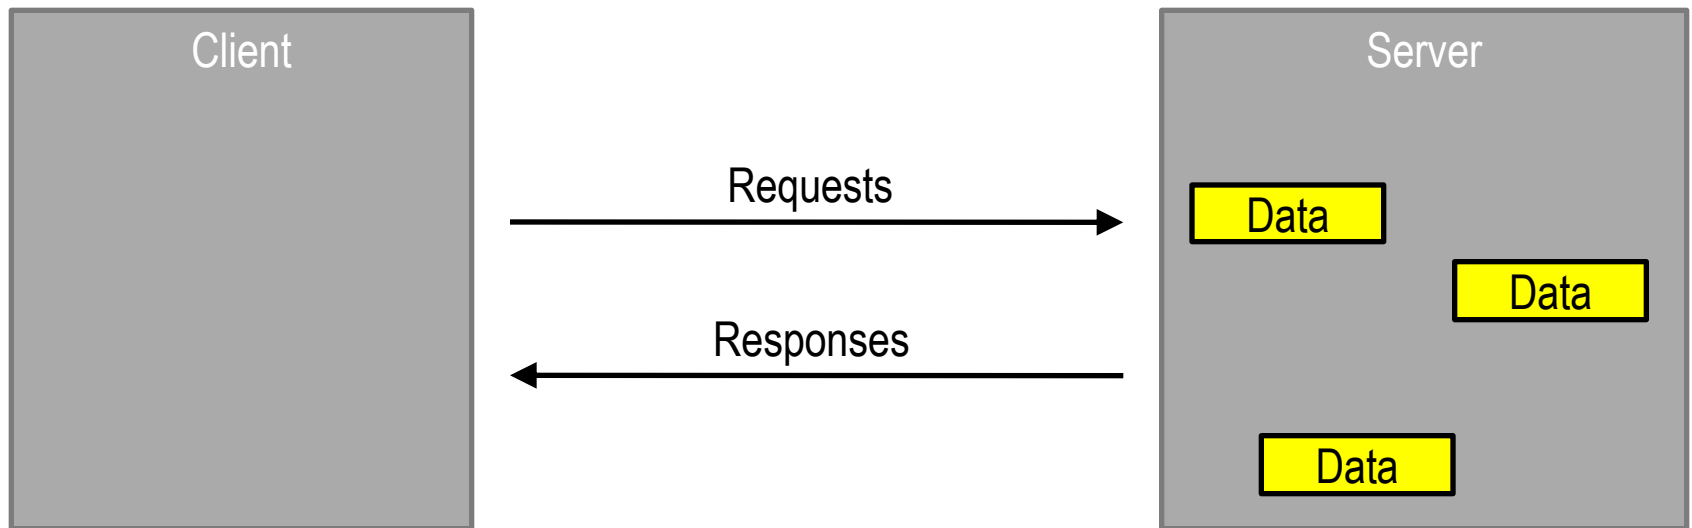 Client
Server
Requests
Data
Data
Responses
Data